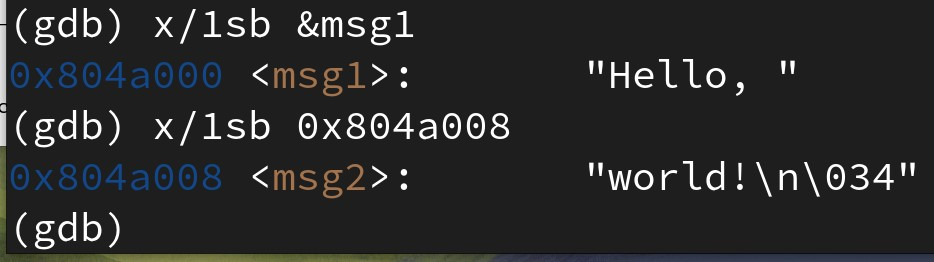 (gdb) x/1sb &msg1
0x804a000 <msg1>: "Hello, "
(gdb) x/1sb 0x804a008
0x804a008 <msg2>: "world!\n\034"
(gdb)